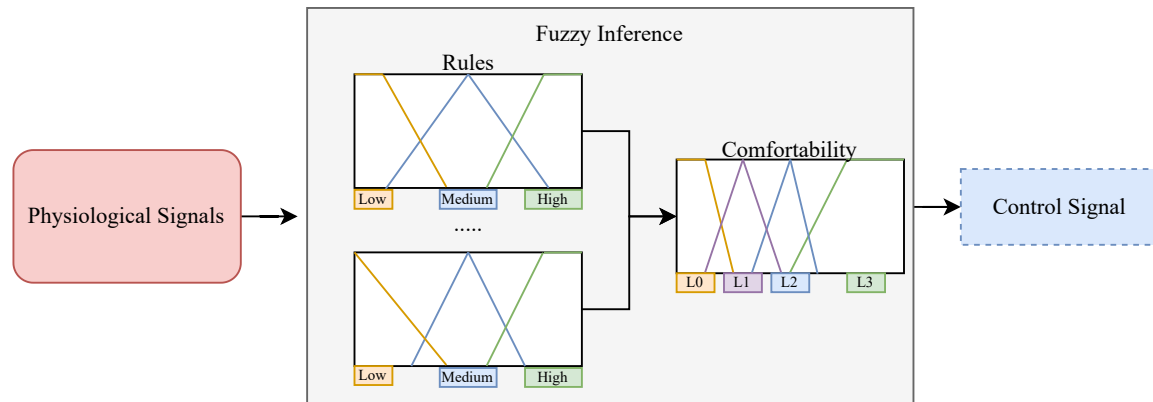 Fuzzy Inference
Rules
Low
Medium
High
.....
Low
Medium
High
Physiological Signals
Comfortability
L0
L1
L2
L3
Control Signal